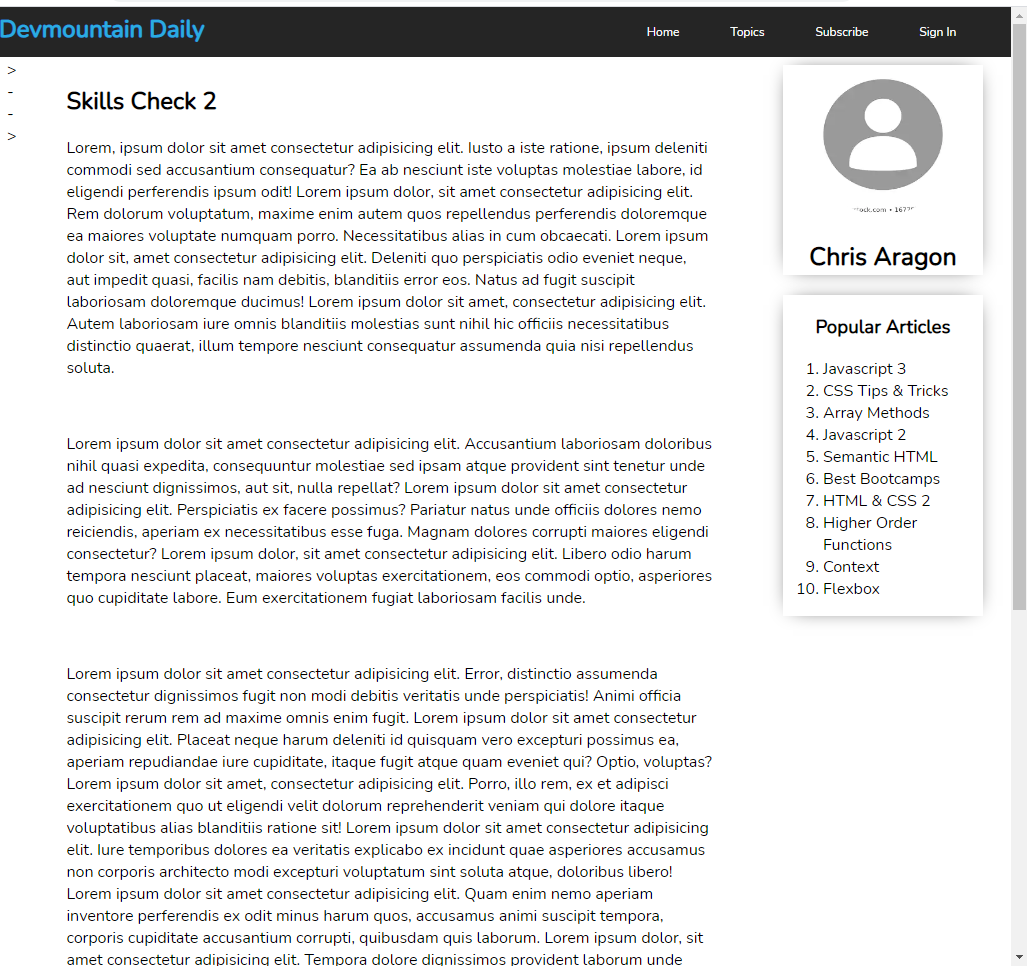 Devmountain Daily
Home Topics Subscribe Sign In
>
-
-
>
Skills Check 2
Lorem, ipsum dolor sit amet consectetur adipisicing elit. Iusto a iste ratione, ipsum deleniti
commodi sed accusantium consequatur? Ea ab nesciunt iste voluptas molestiae labore, id
eligendi perferendis ipsum odit! Lorem ipsum dolor, sit amet consectetur adipisicing elit.
Rem dolorum voluptatum, maxime enim autem quos repellendus perferendis doloremque
ea maiores voluptate numquam porro. Necessitatibus alias in cum obcaecati. Lorem ipsum
dolor sit, amet consectetur adipisicing elit. Deleniti quo perspiciatis odio eveniet neque,
aut impedit quasi, facilis nam debitis, blanditiis error eos. Natus ad fugit suscipit
laboriosam doloremque ducimus! Lorem ipsum dolor sit amet, consectetur adipisicing elit.
Autem laboriosam iure omnis blanditiis molestias sunt nihil hic officiis necessitatibus
distinctio quaerat, illum tempore nesciunt consequatur assumenda quia nisi repellendus
soluta.
Lorem ipsum dolor sit amet consectetur adipisicing elit. Accusantium laboriosam doloribus
nihil quasi expedita, consequuntur molestiae sed ipsam atque provident sint tenetur unde
ad nesciunt dignissimos, aut sit, nulla repellat? Lorem ipsum dolor sit amet consectetur
adipisicing elit. Perspiciatis ex facere possimus? Pariatur natus unde officiis dolores nemo
reiciendis, aperiam ex necessitatibus esse fuga. Magnam dolores corrupti maiores eligendi
consectetur? Lorem ipsum dolor, sit amet consectetur adipisicing elit. Libero odio harum
tempora nesciunt placeat, maiores voluptas exercitationem, eos commodi optio, asperiores
quo cupiditate labore. Eum exercitationem fugiat laboriosam facilis unde.
Lorem ipsum dolor sit amet consectetur adipisicing elit. Error, distinctio assumenda
consectetur dignissimos fugit non modi debitis veritatis unde perspiciatis! Animi officia
suscipit rerum rem ad maxime omnis enim fugit. Lorem ipsum dolor sit amet consectetur
adipisicing elit. Placeat neque harum deleniti id quisquam vero excepturi possimus ea,
aperiam repudiandae iure cupiditate, itaque fugit atque quam eveniet qui? Optio, voluptas?
Lorem ipsum dolor sit amet, consectetur adipisicing elit. Porro, illo rem, ex et adipisci
exercitationem quo ut eligendi velit dolorum reprehenderit veniam qui dolore itaque
voluptatibus alias blanditiis ratione sit! Lorem ipsum dolor sit amet consectetur adipisicing
elit. Iure temporibus dolores ea veritatis explicabo ex incidunt quae asperiores accusamus
non corporis architecto modi excepturi voluptatum sint soluta atque, doloribus libero!
Lorem ipsum dolor sit amet consectetur adipisicing elit. Quam enim nemo aperiam
inventore perferendis ex odit minus harum quos, accusamus animi suscipit tempora,
corporis cupiditate accusantium corrupti, quibusdam quis laborum. Lorem ipsum dolor, sit
amet consectetur adipisicing elit. Tempora dolore dignissimos provident laborum unde
Chris Aragon
Popular Articles
1. Javascript 3
2. CSS Tips & Tricks
3. Array Methods
4. Javascript 2
5. Semantic HTML
6. Best Bootcamps
7. HTML & CSS 2
8. Higher Order
Functions
9. Context
10. Flexbox